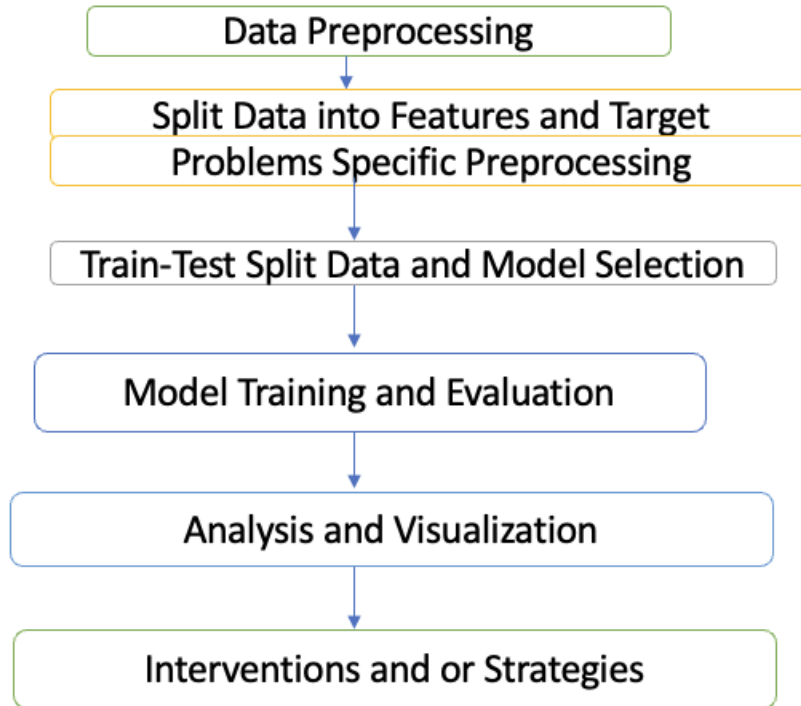 Data Preprocessing
Split Data into Features and Target
Problems Specific Preprocessing
Train-Test Split Data and Model Selection
Model Training and Evaluation
Analysis and Visualization
Interventions and or Strategies